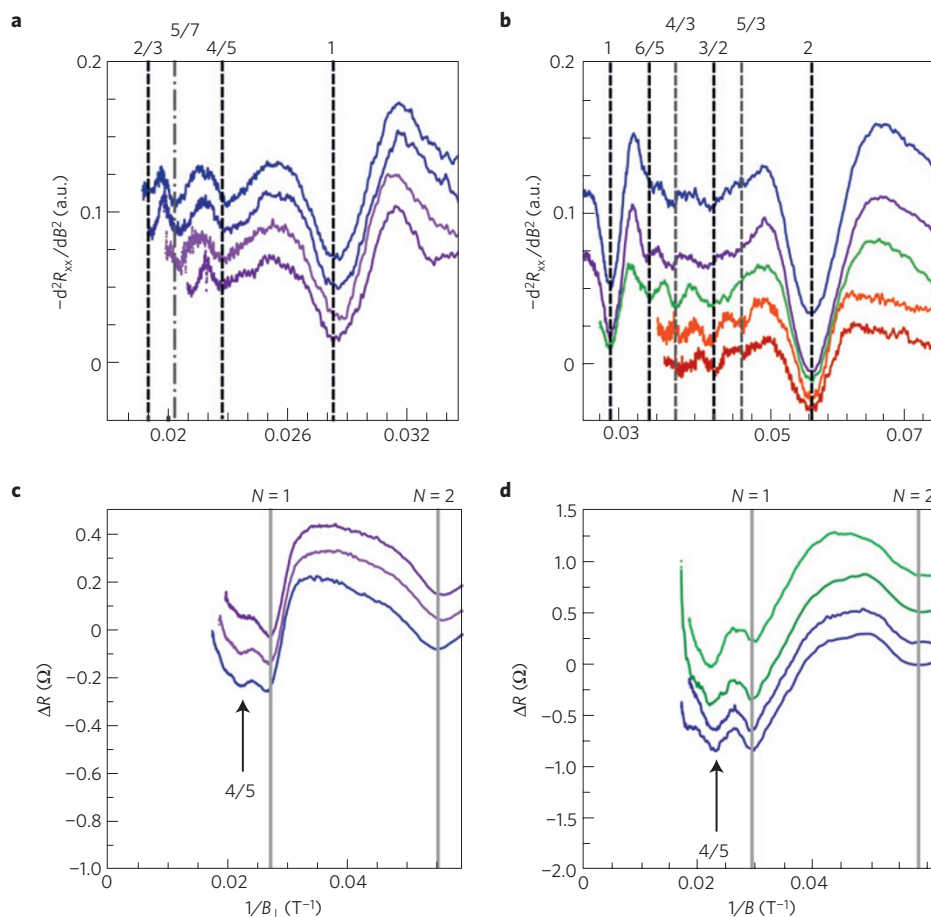 a
2/3 5/7 4/5 1
0.2
0.1
0
−d²Rxx/dB² (a.u.)
0.02 0.026 0.032
b
1 6/5 4/3 3/2 5/3 2
0.2
0.1
0
−d²Rxx/dB² (a.u.)
0.03 0.05 0.07
c
N = 1 N = 2
0.4
0.2
0
−0.2
−0.4
−0.6
−0.8
−1.0
ΔR (Ω)
4/5
0 0.02 0.04
1/B⊥ (T⁻¹)
d
N = 1 N = 2
1.5
1.0
0.5
0
−0.5
−1.0
−1.5
−2.0
ΔR (Ω)
4/5
0 0.02 0.04
1/B (T⁻¹)